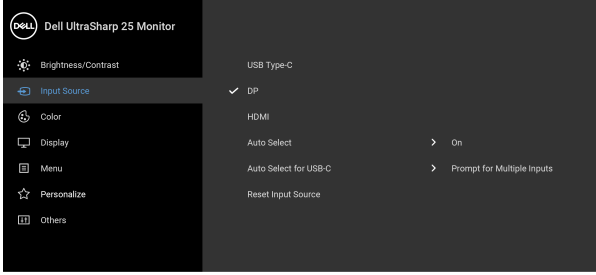 DELL
Dell UltraSharp 25 Monitor
Brightness/Contrast
USB Type-C
Input Source
DP
Color
HDMI
Display
Auto Select
On
Menu
Auto Select for USB-C
Prompt for Multiple Inputs
Personalize
Reset Input Source
Others